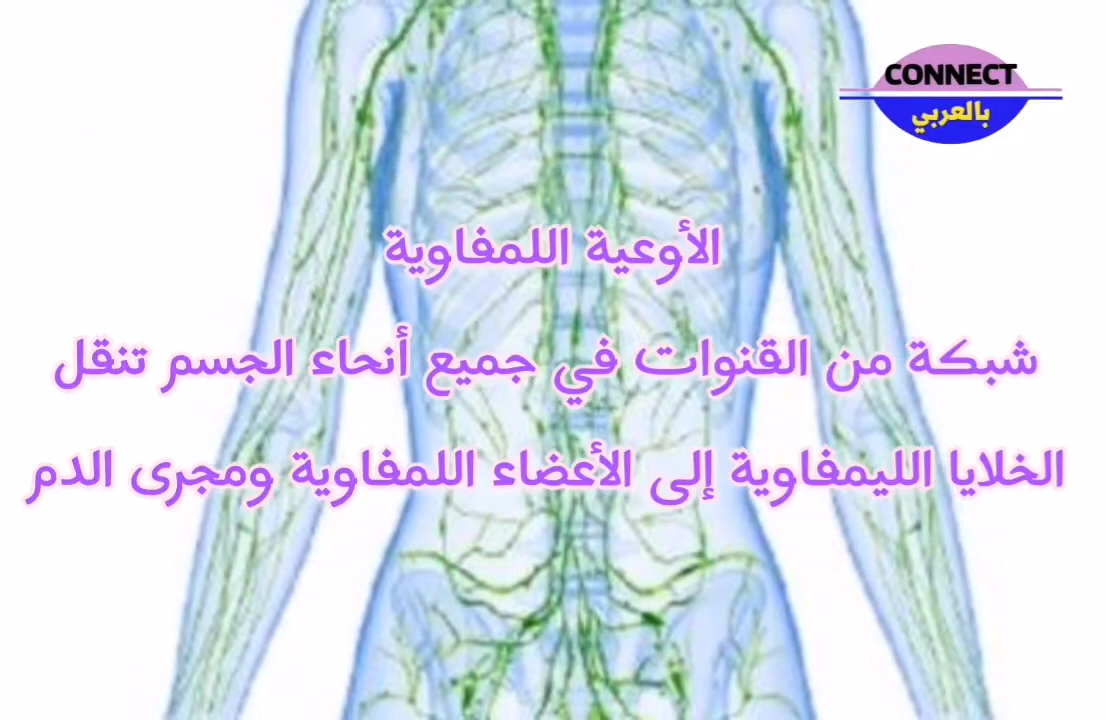 CONNECT
بالعربي
الأوعية اللمفاوية
شبكة من القنوات في جميع أنحاء الجسم تنقل
الخلايا الليمفاوية إلى الأعضاء اللمفاوية ومجرى الدم